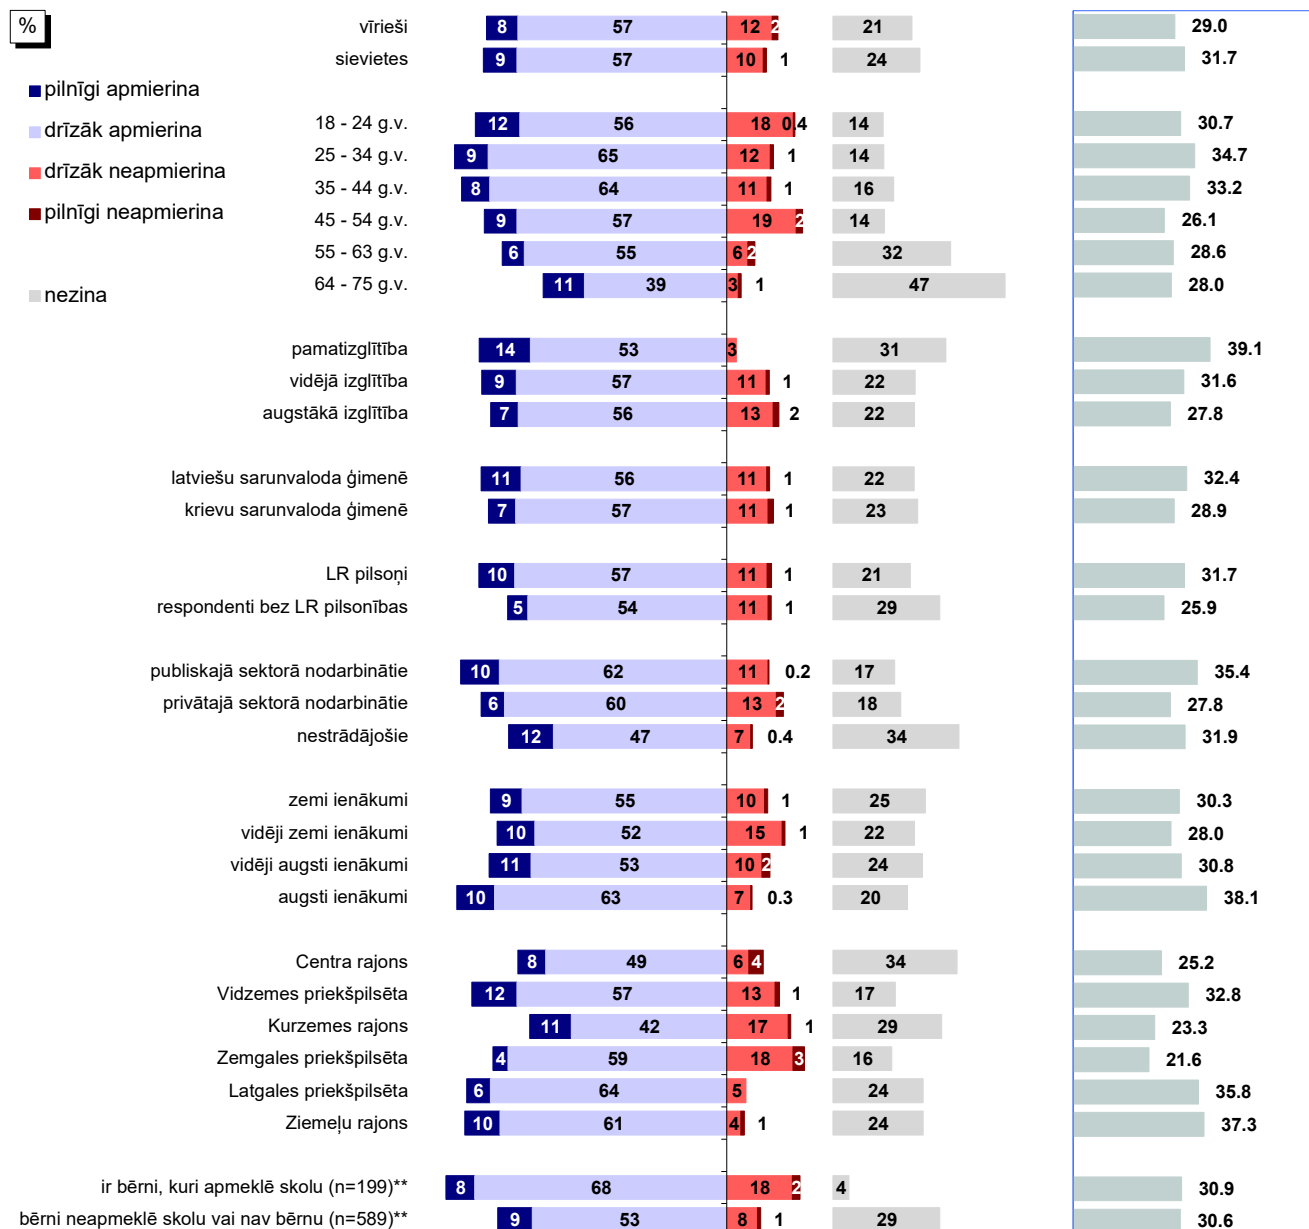 %
pilnīgi apmierina
drīzāk apmierina
drīzāk neapmierina
pilnīgi neapmierina
nezina
vīrieši 8 57 12 2 21 29.0
sievietes 9 57 10 1 24 31.7
18 - 24 g.v. 12 56 18 0.4 14 30.7
25 - 34 g.v. 9 65 12 1 14 34.7
35 - 44 g.v. 8 64 11 1 16 33.2
45 - 54 g.v. 9 57 19 2 14 26.1
55 - 63 g.v. 6 55 6 2 32 28.6
64 - 75 g.v. 11 39 3 1 47 28.0
pamatizglītība 14 53 3 31 39.1
vidējā izglītība 9 57 11 1 22 31.6
augstākā izglītība 7 56 13 2 22 27.8
latviešu sarunvaloda ģimenē 11 56 11 1 22 32.4
krievu sarunvaloda ģimenē 7 57 11 1 23 28.9
LR pilsoņi 10 57 11 1 21 31.7
respondenti bez LR pilsonības 5 54 11 1 29 25.9
publiskajā sektorā nodarbinātie 10 62 11 0.2 17 35.4
privātajā sektorā nodarbinātie 6 60 13 2 18 27.8
nestrādājošie 12 47 7 0.4 34 31.9
zemi ienākumi 9 55 10 1 25 30.3
vidēji zemi ienākumi 10 52 15 1 22 28.0
vidēji augsti ienākumi 11 53 10 2 24 30.8
augsti ienākumi 10 63 7 0.3 20 38.1
Centra rajons 8 49 6 4 34 25.2
Vidzemes priekšpilsēta 12 57 13 1 17 32.8
Kurzemes rajons 11 42 17 1 29 23.3
Zemgales priekšpilsēta 4 59 18 3 16 21.6
Latgales priekšpilsēta 6 64 5 24 35.8
Ziemeļu rajons 10 61 4 1 24 37.3
ir bērni, kuri apmeklē skolu (n=199)** 8 68 18 2 4 30.9
bērni neapmeklē skolu vai nav bērnu (n=589)** 9 53 8 1 29 30.6